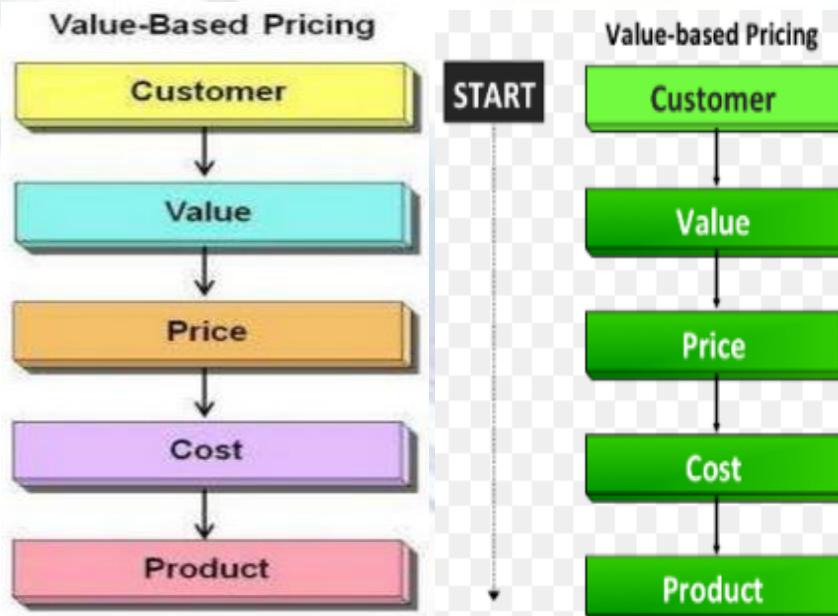 Value-Based Pricing
Customer
Value
Price
Cost
Product
START
Value-based Pricing
Customer
Value
Price
Cost
Product